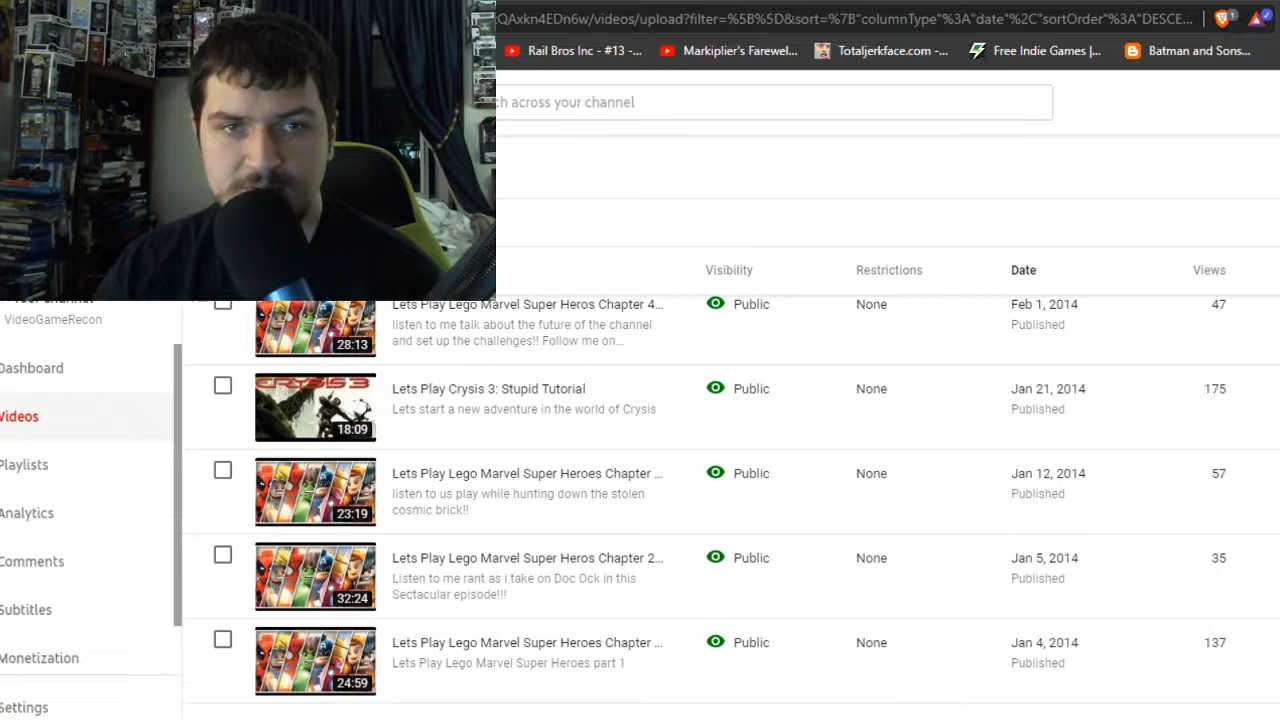 QAxkn4EDn6w/videos/upload?filter=%5B%5D&sort=%7B"columnType"%3A"date"%2C"sortOrder"%3A"DESCE...
Rail Bros Inc - #13 -...
Markiplier's Farewel...
Totaljerkface.com -...
Free Indie Games |...
Batman and Sons...
ch across your channel
Visibility
Restrictions
Date
Views
VideoGameRecon
Dashboard
Videos
Playlists
Analytics
Comments
Subtitles
Monetization
Settings
28:13
Lets Play Lego Marvel Super Heros Chapter 4...
listen to me talk about the future of the channel
and set up the challenges!! Follow me on...
Public
None
Feb 1, 2014
Published
47
CRYSIS 3
18:09
Lets Play Crysis 3: Stupid Tutorial
Lets start a new adventure in the world of Crysis
Public
None
Jan 21, 2014
Published
175
23:19
Lets Play Lego Marvel Super Heroes Chapter ...
listen to us play while hunting down the stolen
cosmic brick!!
Public
None
Jan 12, 2014
Published
57
32:24
Lets Play Lego Marvel Super Heros Chapter 2...
Listen to me rant as i take on Doc Ock in this
Sectacular episode!!!
Public
None
Jan 5, 2014
Published
35
24:59
Lets Play Lego Marvel Super Heroes Chapter ...
Lets Play Lego Marvel Super Heroes part 1
Public
None
Jan 4, 2014
Published
137